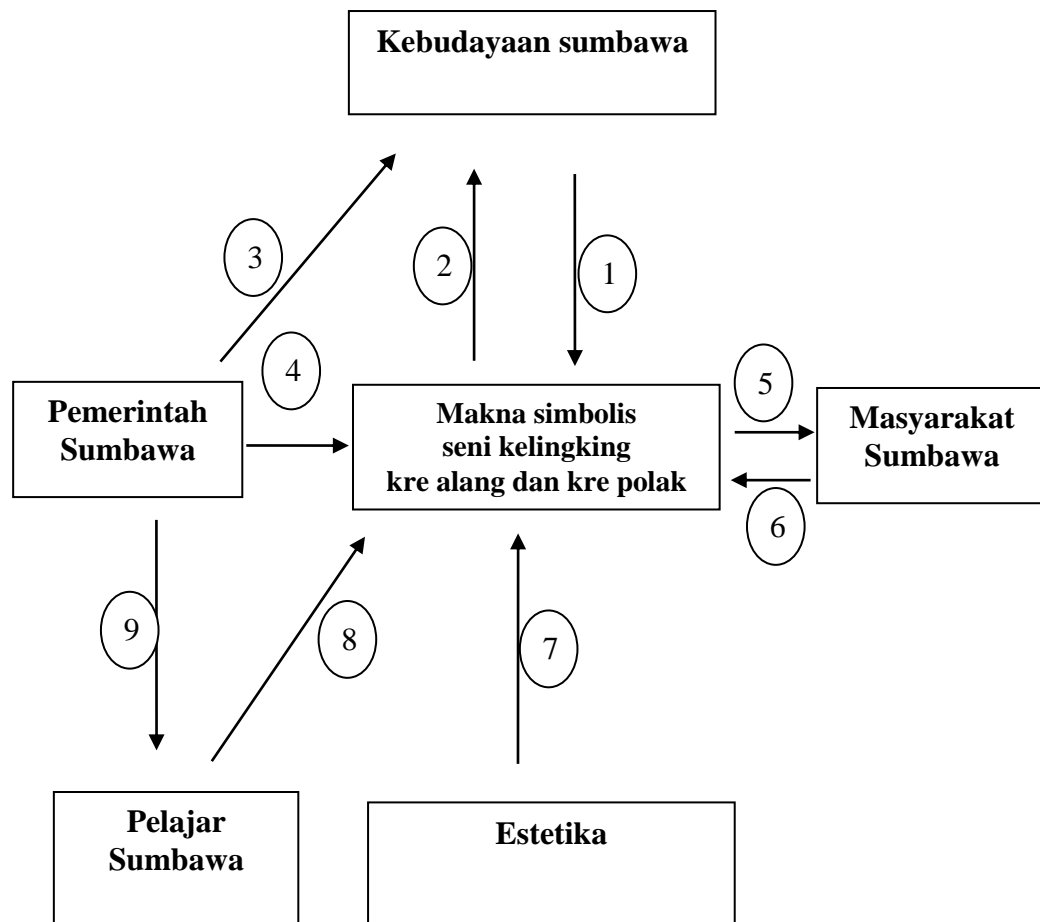 Kebudayaan sumbawa
3
2
1
4
5
Pemerintah
Sumbawa
Makna simbolis
seni kelingking
kre alang dan kre polak
Masyarakat
Sumbawa
6
9
8
7
Pelajar
Sumbawa
Estetika